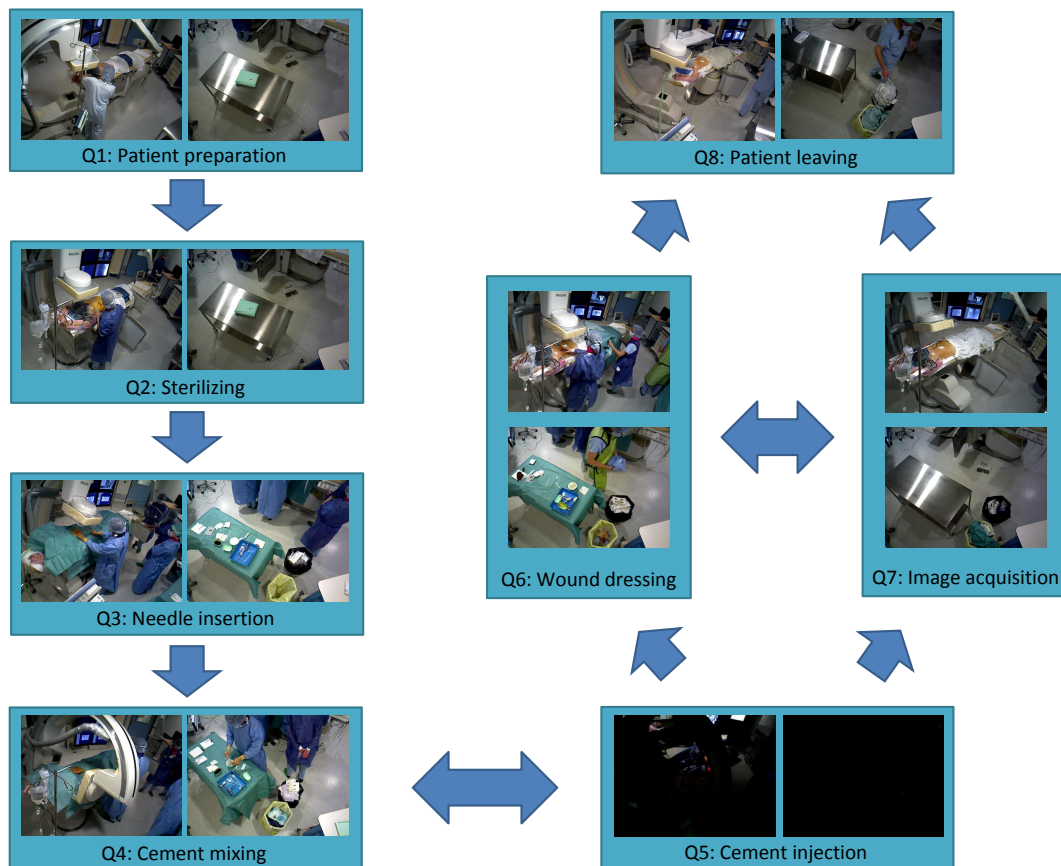 Q1: Patient preparation
Q2: Sterilizing
Q3: Needle insertion
Q4: Cement mixing
Q5: Cement injection
Q6: Wound dressing
Q7: Image acquisition
Q8: Patient leaving